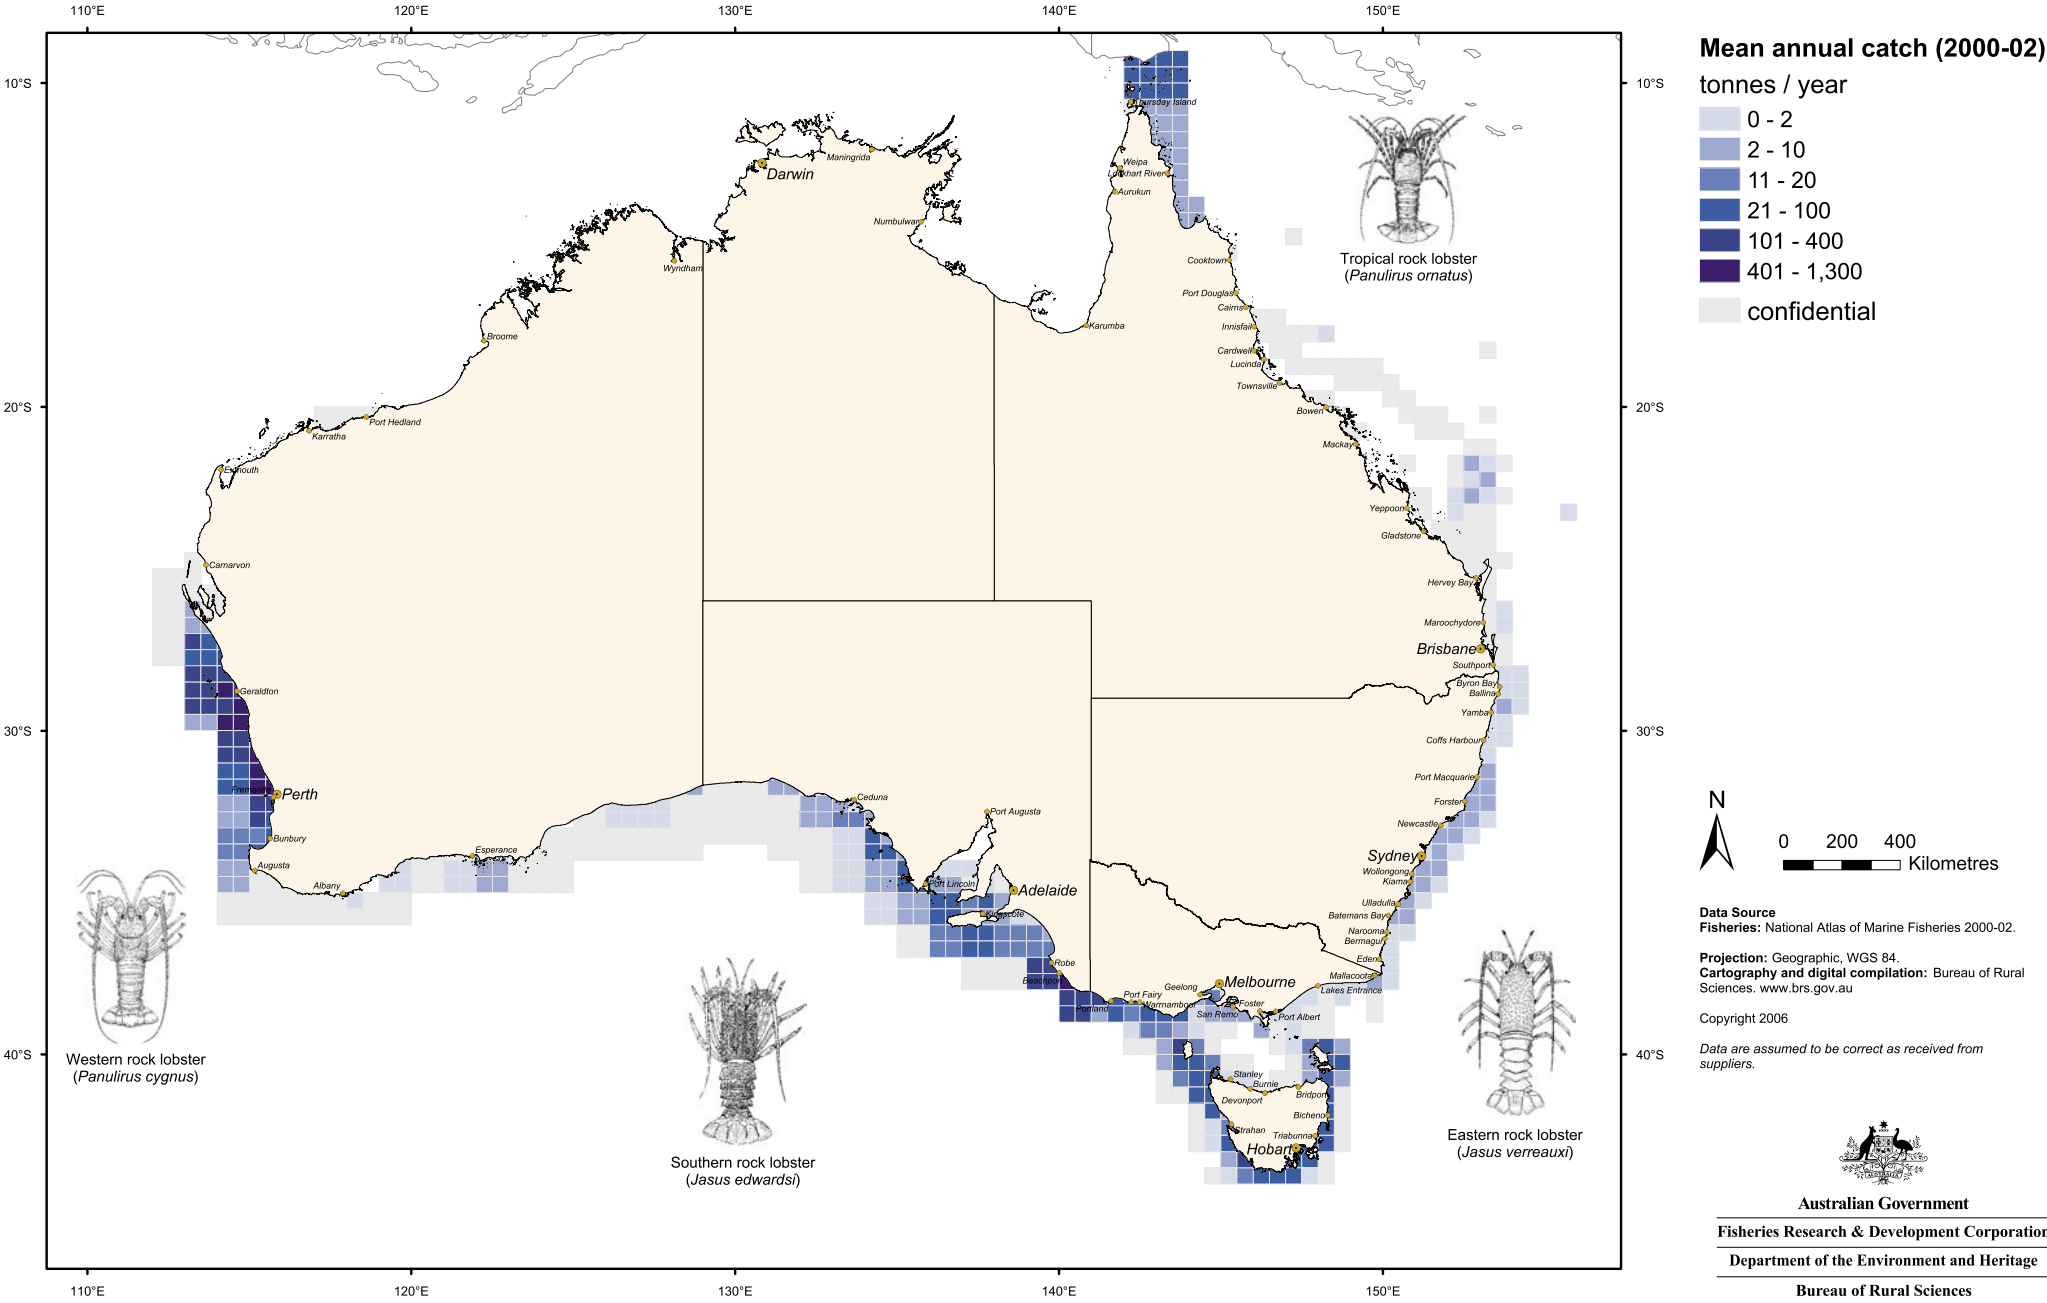 110°E 120°E 130°E 140°E 150°E
10°S 10°S
20°S 20°S
30°S 30°S
40°S 40°S
110°E 120°E 130°E 140°E 150°E
Mean annual catch (2000-02)
tonnes / year
0 - 2
2 - 10
11 - 20
21 - 100
101 - 400
401 - 1,300
confidential
Thursday Island
Weipa
Lockhart River
Aurukun
Maningrida
Darwin
Numbulwar
Wyndham
Cooktown
Port Douglas
Cairns
Karumba
Innisfail
Broome
Cardwell
Lucinda
Townsville
Bowen
Port Hedland
Karratha
Mackay
Exmouth
Yeppoon
Gladstone
Carnarvon
Hervey Bay
Maroochydore
Brisbane
Southport
Byron Bay
Ballina
Geraldton
Yamba
Coffs Harbour
Port Macquarie
Fremantle
Perth
Ceduna
Forster
Port Augusta
Newcastle
Bunbury
Esperance
Sydney
Augusta
Wollongong
Kiama
Albany
Port Lincoln
Adelaide
Ulladulla
Kingscote
Batemans Bay
Narooma
Bermagui
Eden
Robe
Mallacoota
Beachport
Melbourne
Geelong
Lakes Entrance
Port Fairy
Warrnambool
Foster
Portland
San Remo
Port Albert
Stanley
Burnie
Devonport
Bridport
Bicheno
Strahan
Triabunna
Hobart
Tropical rock lobster
(Panulirus ornatus)
Western rock lobster
(Panulirus cygnus)
Southern rock lobster
(Jasus edwardsi)
Eastern rock lobster
(Jasus verreauxi)
N
0 200 400
Kilometres
Data Source
Fisheries: National Atlas of Marine Fisheries 2000-02.
Projection: Geographic, WGS 84.
Cartography and digital compilation: Bureau of Rural
Sciences. www.brs.gov.au
Copyright 2006
Data are assumed to be correct as received from
suppliers.
AUSTRALIA
Australian Government
Fisheries Research & Development Corporation
Department of the Environment and Heritage
Bureau of Rural Sciences